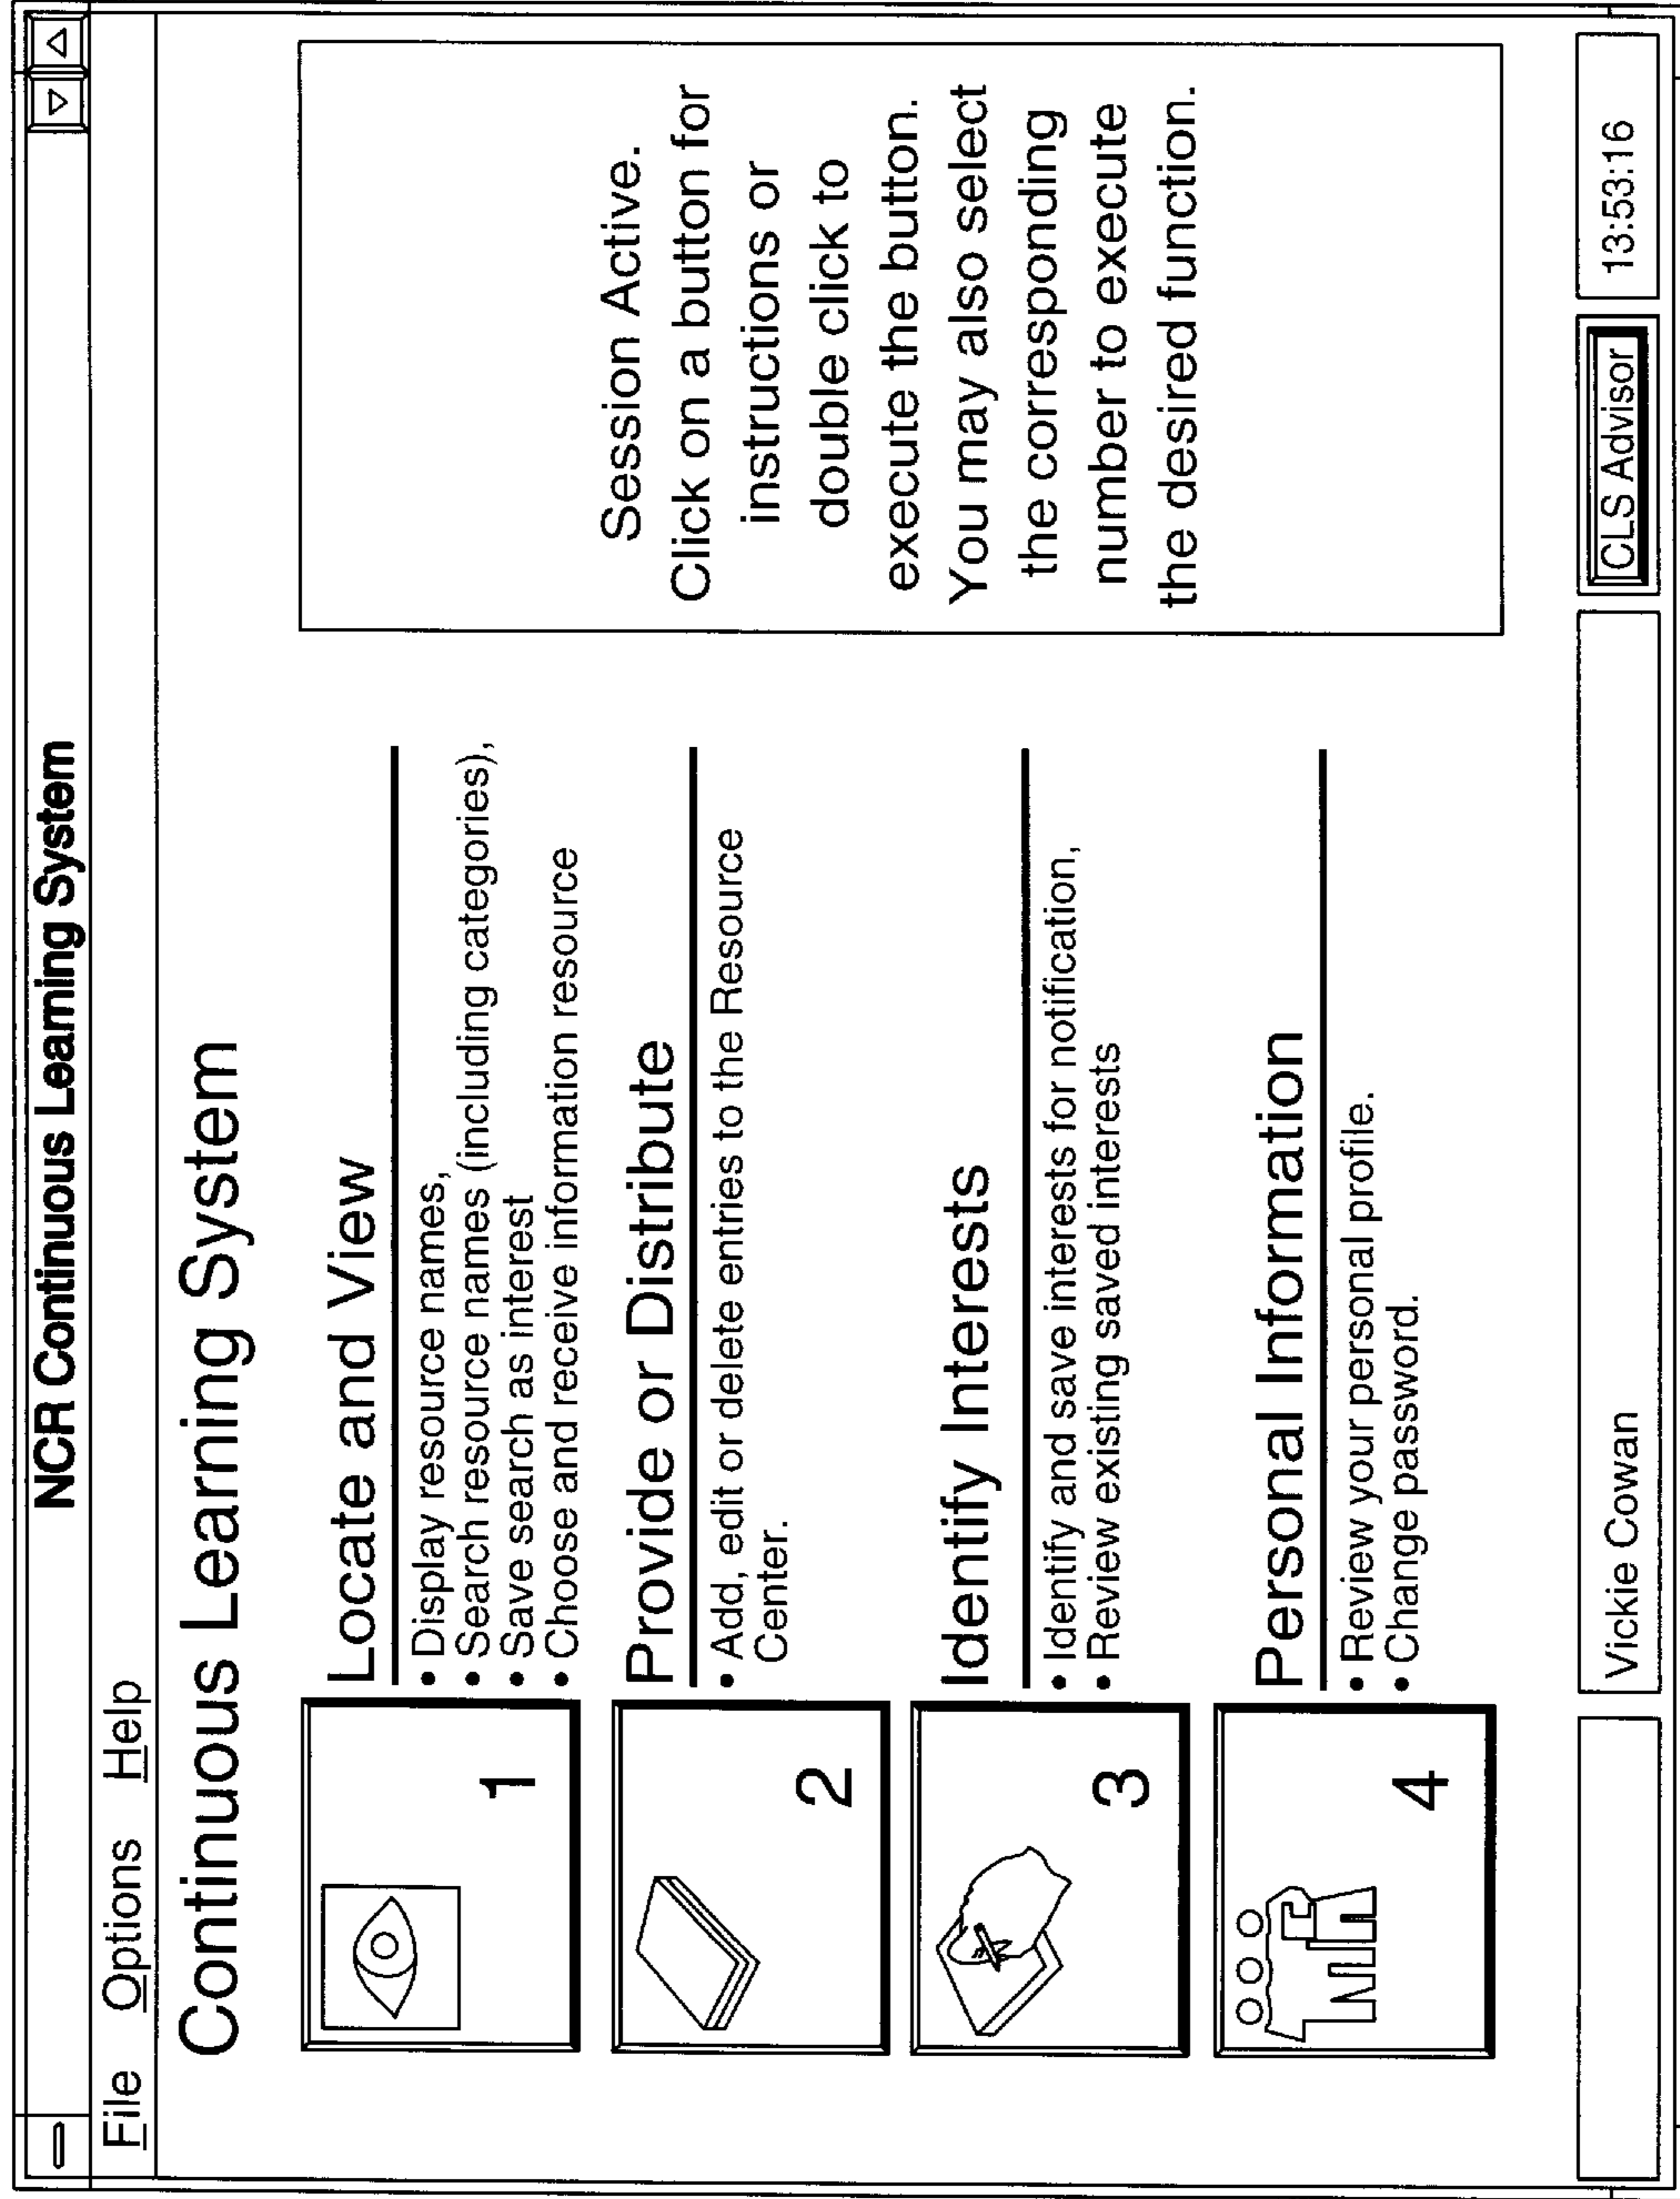 NCR Continuous Learning System
File Options Help
Continuous Learning System
1
Locate and View
• Display resource names,
• Search resource names (including categories),
• Save search as interest
• Choose and receive information resource
2
Provide or Distribute
• Add, edit or delete entries to the Resource
Center.
3
Identify Interests
• Identify and save interests for notification,
• Review existing saved interests
4
Personal Information
• Review your personal profile.
• Change password.
Session Active.
Click on a button for
instructions or
double click to
execute the button.
You may also select
the corresponding
number to execute
the desired function.
Vickie Cowan
CLS Advisor
13:53:16